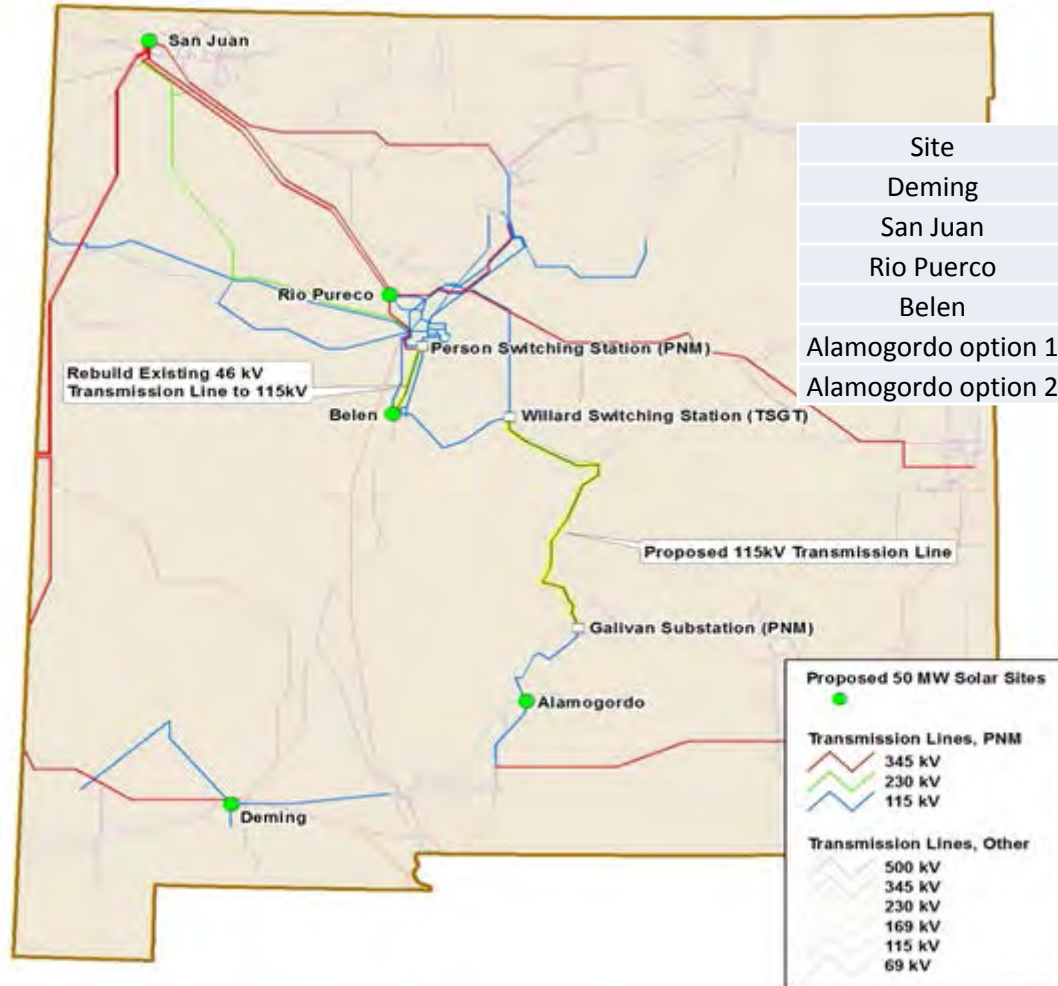 San Juan
Rio Pureco
Person Switching Station (PNM)
Rebuild Existing 46 kV
Transmission Line to 115kV
Belen
Willard Switching Station (TSGT)
Proposed 115kV Transmission Line
Galivan Substation (PNM)
Alamogordo
Deming
Site
Deming
San Juan
Rio Puerco
Belen
Alamogordo option 1
Alamogordo option 2
Proposed 50 MW Solar Sites
Transmission Lines, PNM
345 kV
230 kV
115 kV
Transmission Lines, Other
500 kV
345 kV
230 kV
169 kV
115 kV
69 kV